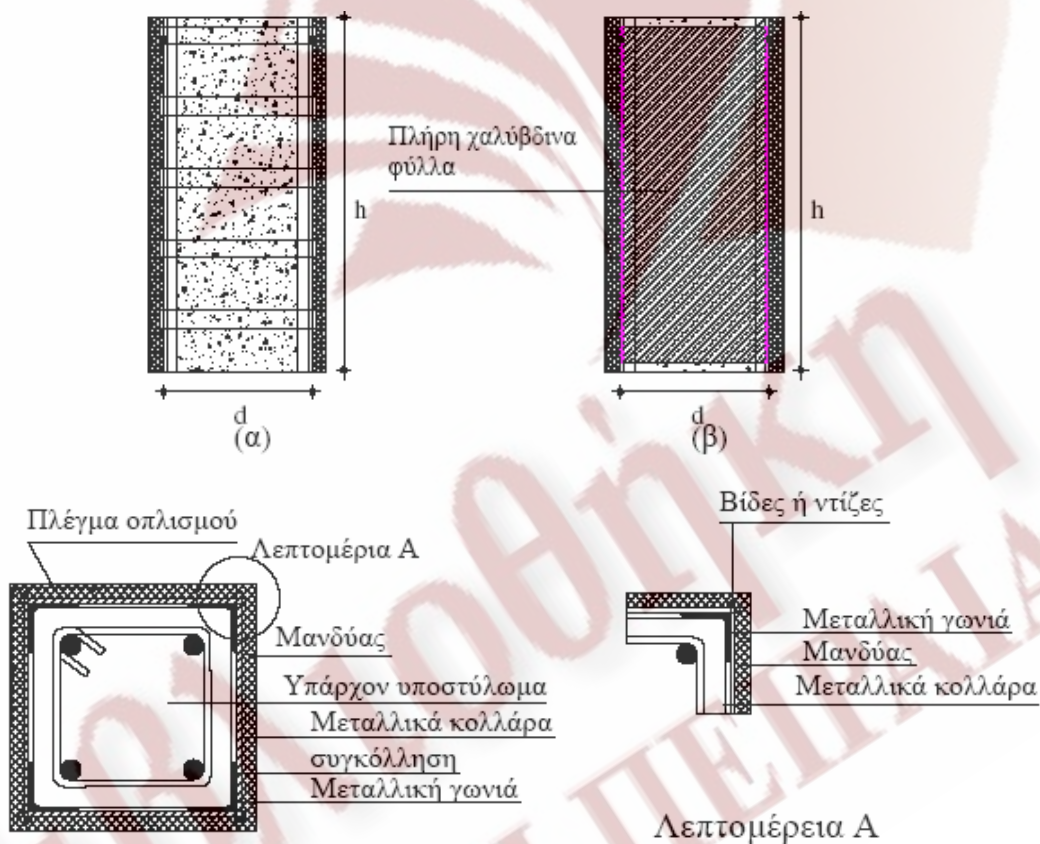 Πλήρη χαλύβδινα
φύλλα
h
h
d
(α)
d
(β)
Πλέγμα οπλισμού
Λεπτομέρια Α
Μανδύας
Υπάρχον υποστύλωμα
Μεταλλικά κολλάρα
συγκόλληση
Μεταλλική γωνιά
Βίδες ή ντίζες
Μεταλλική γωνιά
Μανδύας
Μεταλλικά κολλάρα
Λεπτομέρεια Α